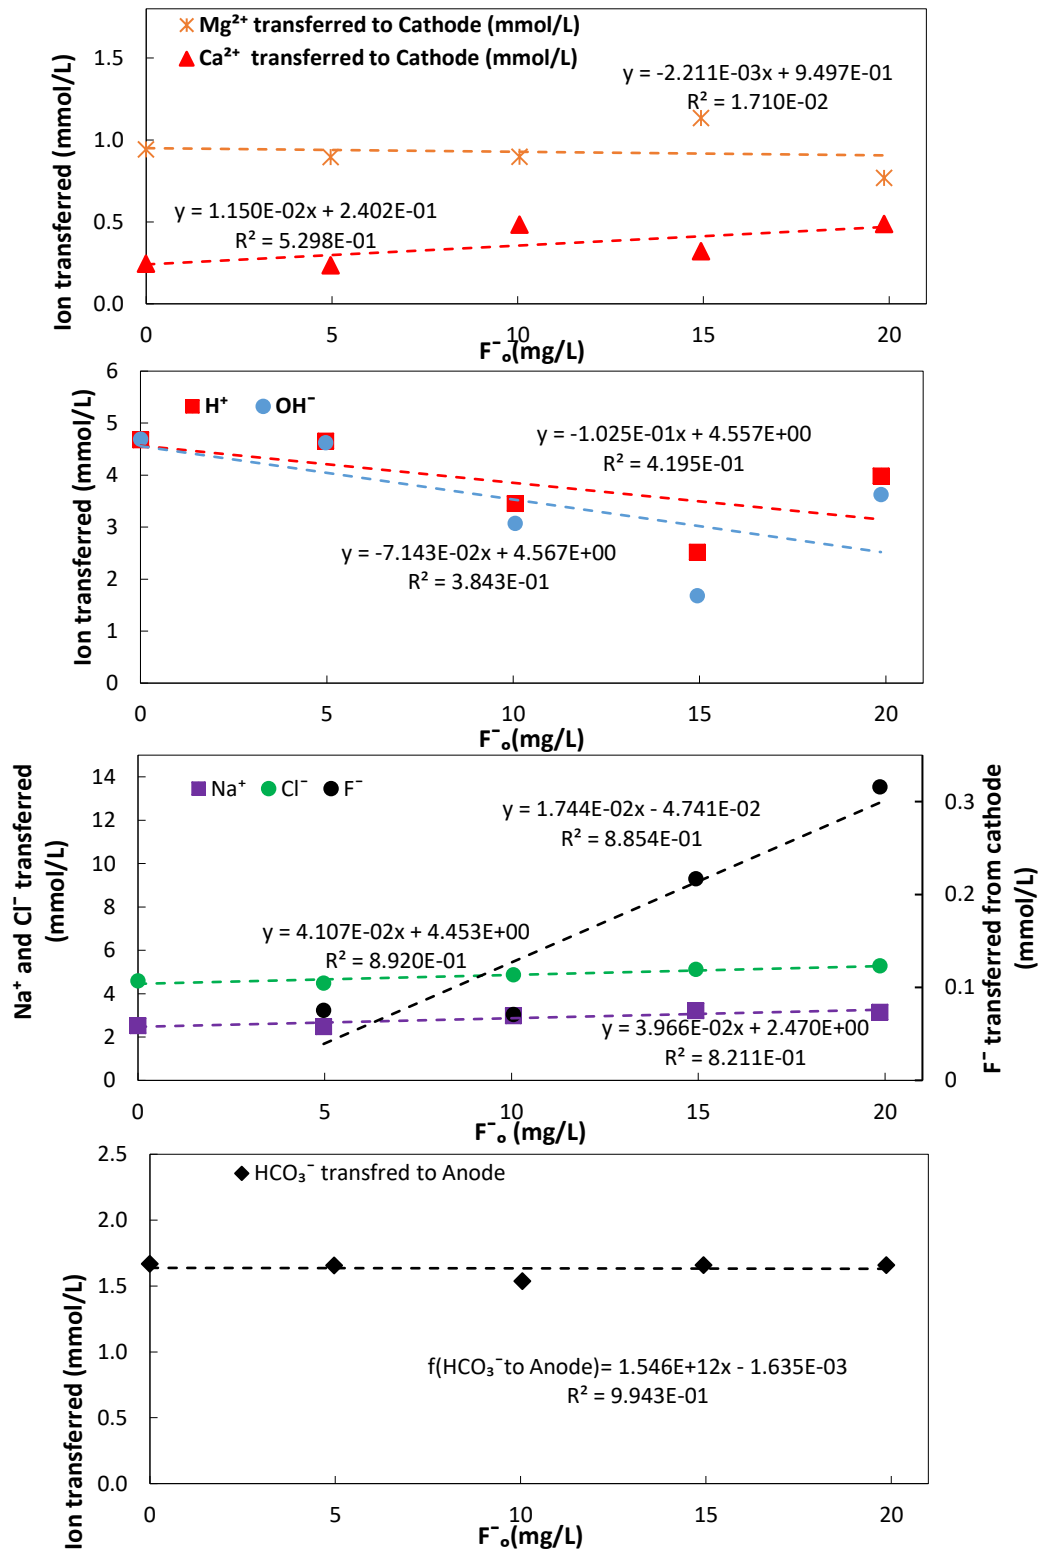 Mg²⁺ transferred to Cathode (mmol/L)
Ca²⁺ transferred to Cathode (mmol/L)
y = -2.211E-03x + 9.497E-01
R² = 1.710E-02
y = 1.150E-02x + 2.402E-01
R² = 5.298E-01
Ion transferred (mmol/L)
1.5
1.0
0.5
0.0
0 5 10 15 20
F⁻ₒ(mg/L)
H⁺ OH⁻
y = -1.025E-01x + 4.557E+00
R² = 4.195E-01
y = -7.143E-02x + 4.567E+00
R² = 3.843E-01
Ion transferred (mmol/L)
6
5
4
3
2
1
0
0 5 10 15 20
F⁻ₒ(mg/L)
Na⁺ Cl⁻ F⁻
y = 1.744E-02x - 4.741E-02
R² = 8.854E-01
y = 4.107E-02x + 4.453E+00
R² = 8.920E-01
y = 3.966E-02x + 2.470E+00
R² = 8.211E-01
Na⁺ and Cl⁻ transferred
(mmol/L)
14
12
10
8
6
4
2
0
F⁻ transferred from cathode
(mmol/L)
0.3
0.2
0.1
0
0 5 10 15 20
F⁻ₒ (mg/L)
HCO₃⁻ transfred to Anode
f(HCO₃⁻to Anode)= 1.546E+12x - 1.635E-03
R² = 9.943E-01
Ion transferred (mmol/L)
2.5
2.0
1.5
1.0
0.5
0.0
0 5 10 15 20
F⁻ₒ(mg/L)